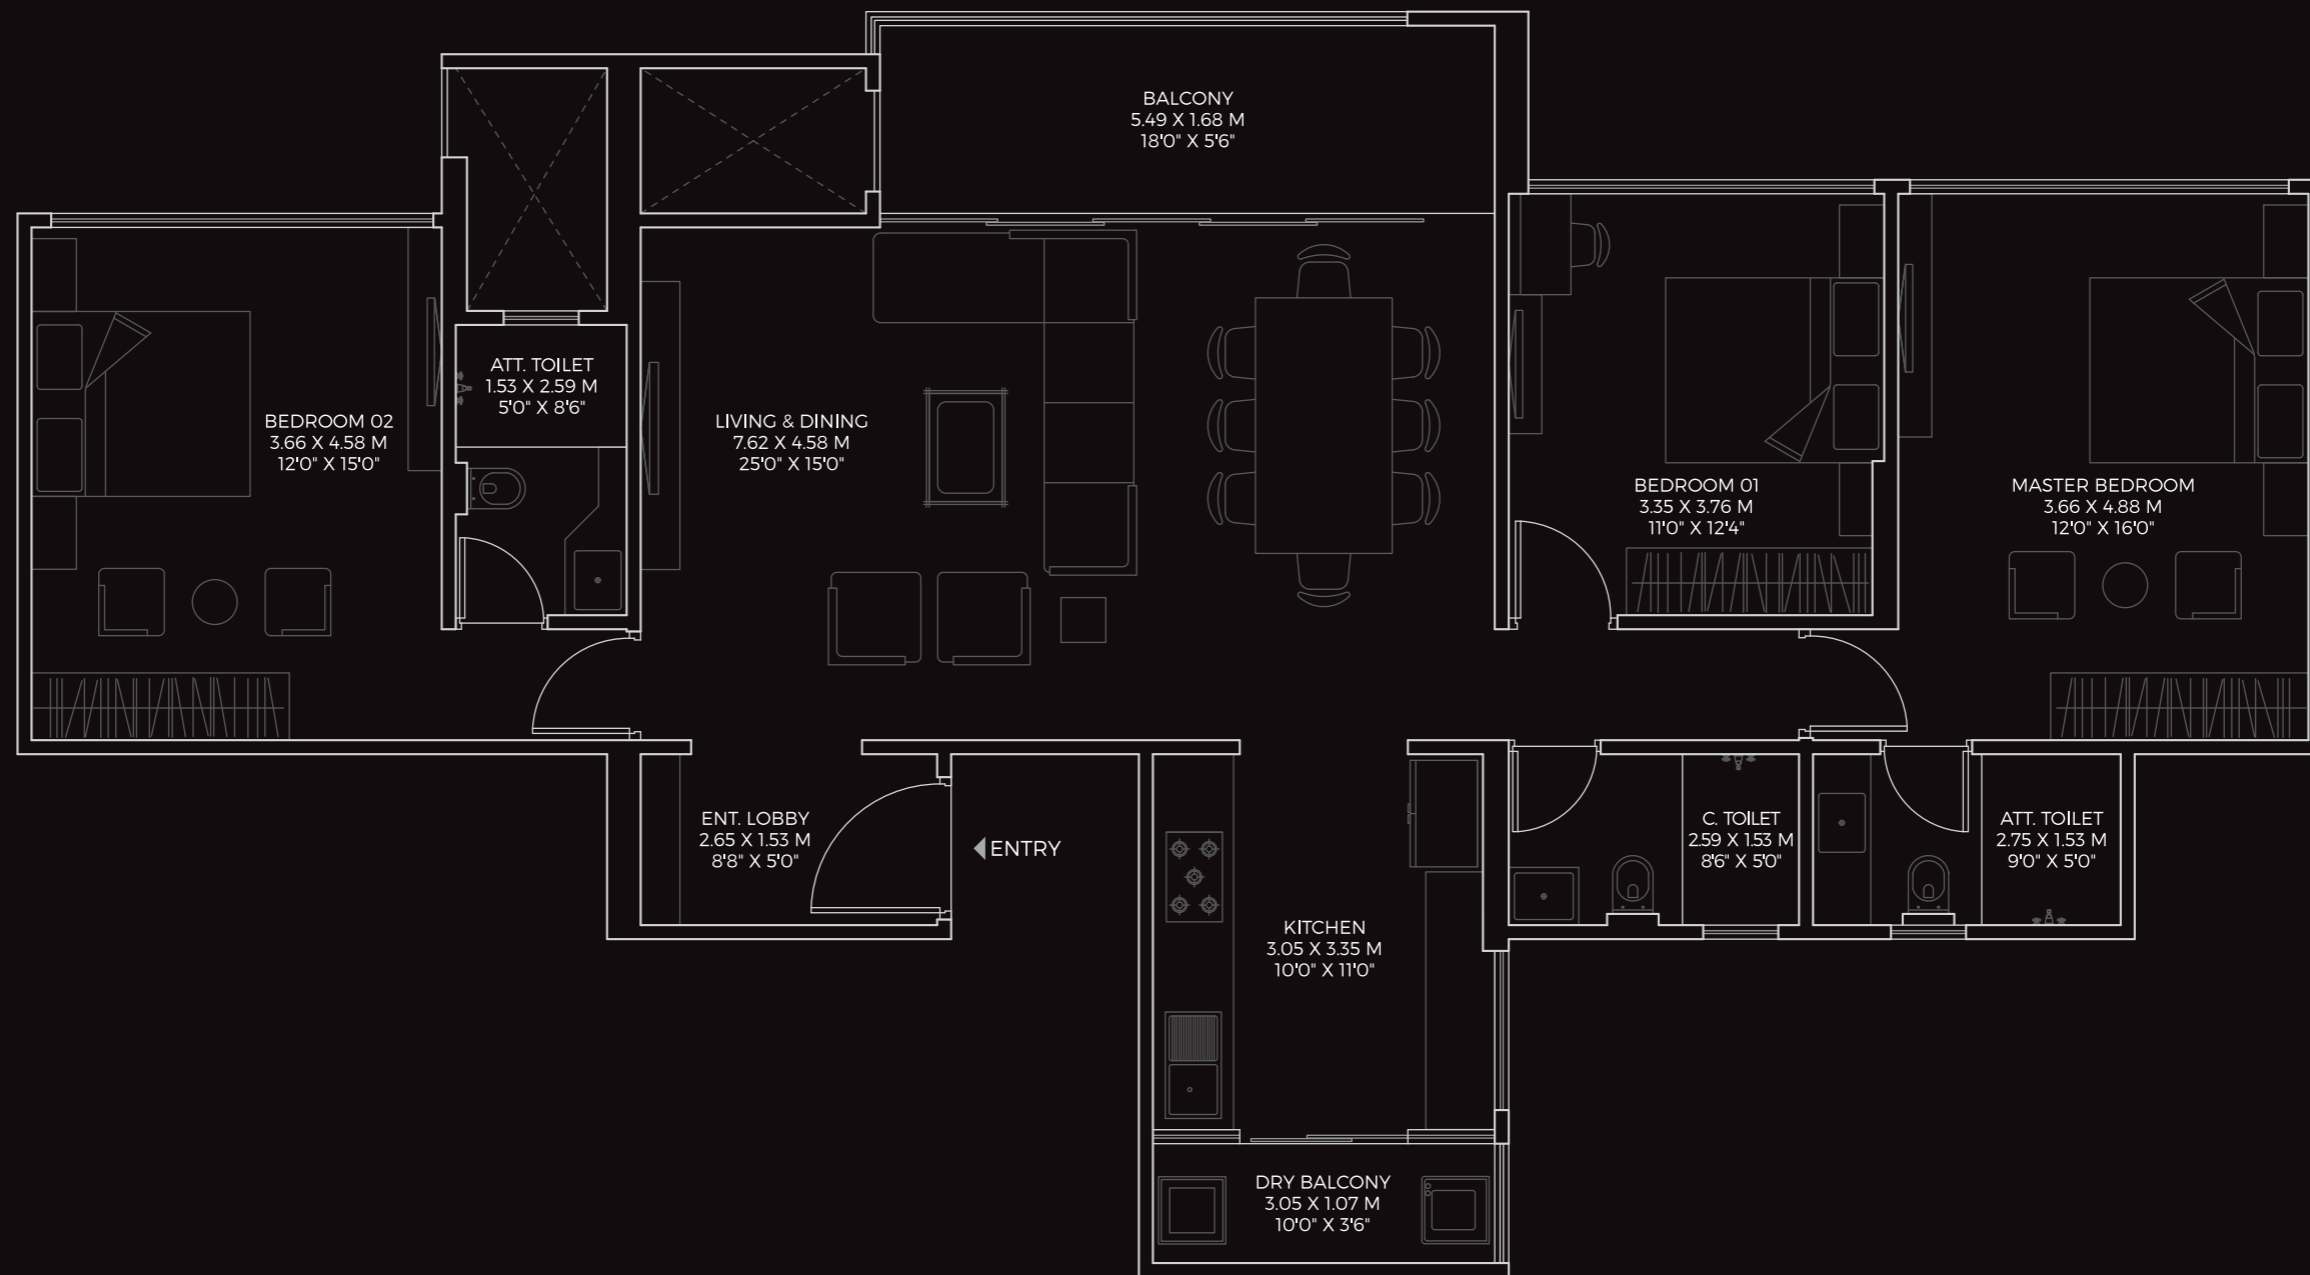 BALCONY
5.49 X 1.68 M
18'0" X 5'6"
ATT. TOILET
1.53 X 2.59 M
5'0" X 8'6"
BEDROOM 02
3.66 X 4.58 M
12'0" X 15'0"
LIVING & DINING
7.62 X 4.58 M
25'0" X 15'0"
BEDROOM 01
3.35 X 3.76 M
11'0" X 12'4"
MASTER BEDROOM
3.66 X 4.88 M
12'0" X 16'0"
ENT. LOBBY
2.65 X 1.53 M
8'8" X 5'0"
ENTRY
C. TOILET
2.59 X 1.53 M
8'6" X 5'0"
ATT. TOILET
2.75 X 1.53 M
9'0" X 5'0"
KITCHEN
3.05 X 3.35 M
10'0" X 11'0"
DRY BALCONY
3.05 X 1.07 M
10'0" X 3'6"